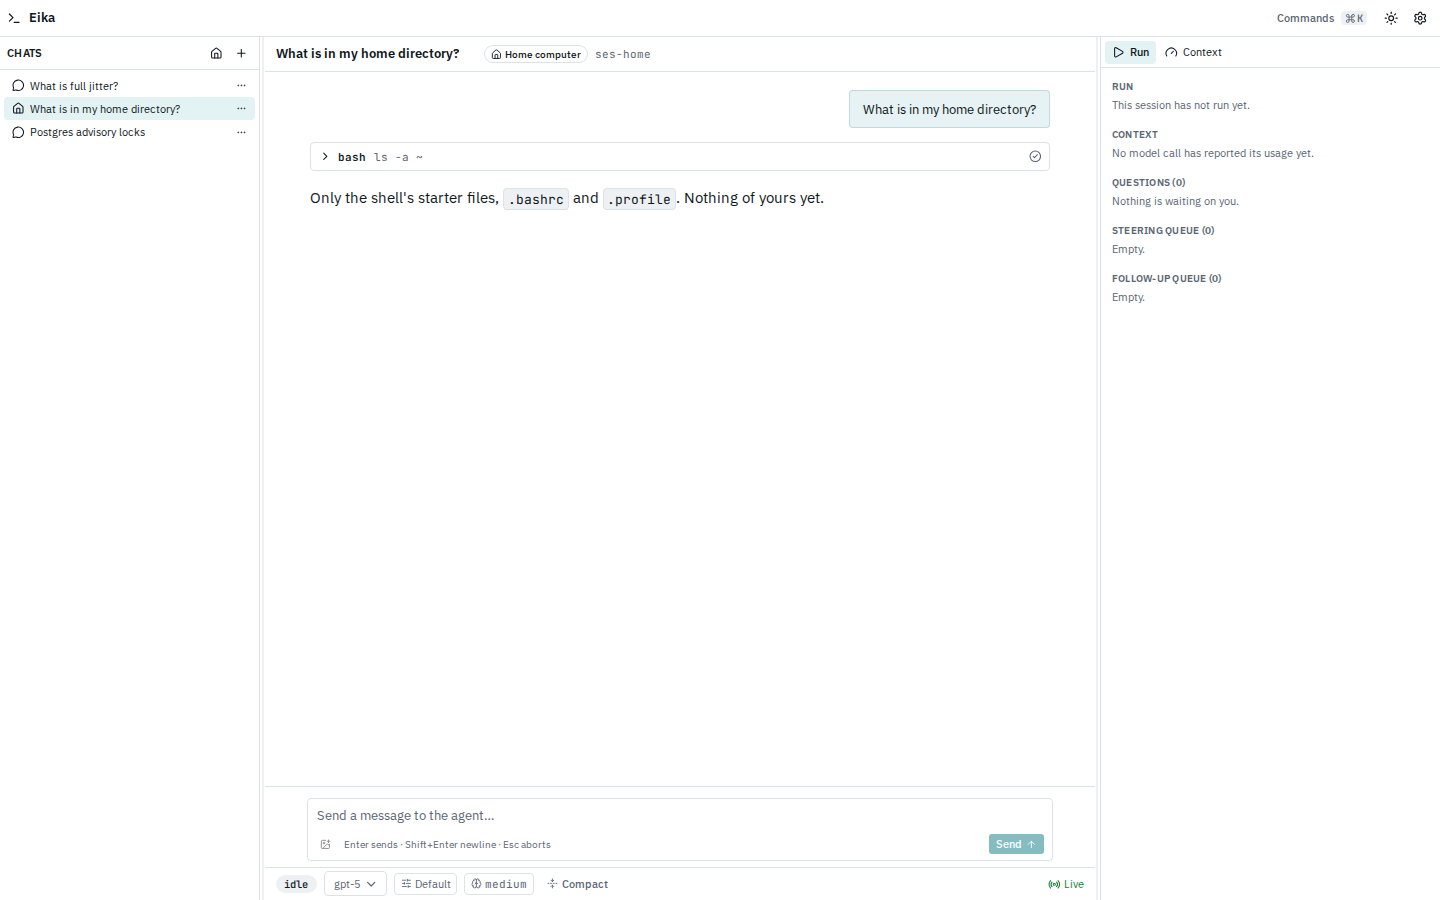 Eika
Commands ⌘K
CHATS
What is full jitter?
What is in my home directory?
Postgres advisory locks
What is in my home directory?
Home computer
ses-home
What is in my home directory?
bash ls -a ~
Only the shell's starter files, .bashrc and .profile. Nothing of yours yet.
Send a message to the agent...
Enter sends · Shift+Enter newline · Esc aborts
Send ↑
idle
gpt-5
Default
medium
Compact
Live
Run
Context
RUN
This session has not run yet.
CONTEXT
No model call has reported its usage yet.
QUESTIONS (0)
Nothing is waiting on you.
STEERING QUEUE (0)
Empty.
FOLLOW-UP QUEUE (0)
Empty.